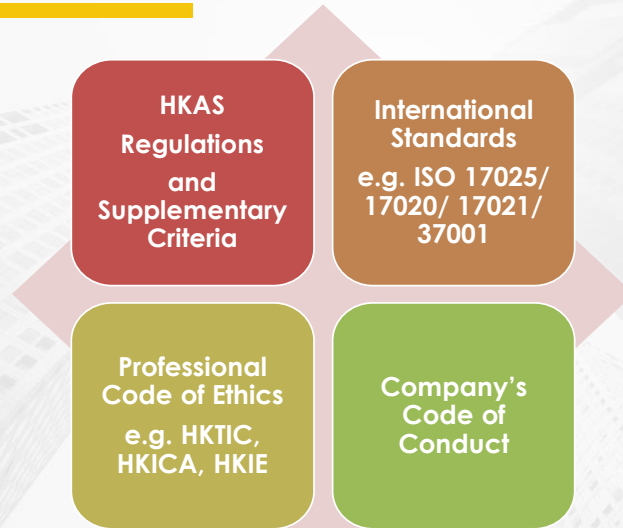 HKAS
Regulations
and
Supplementary
Criteria
International
Standards
e.g. ISO 17025/
17020/ 17021/
37001
Professional
Code of Ethics
e.g. HKTIC,
HKICA, HKIE
Company’s
Code of
Conduct